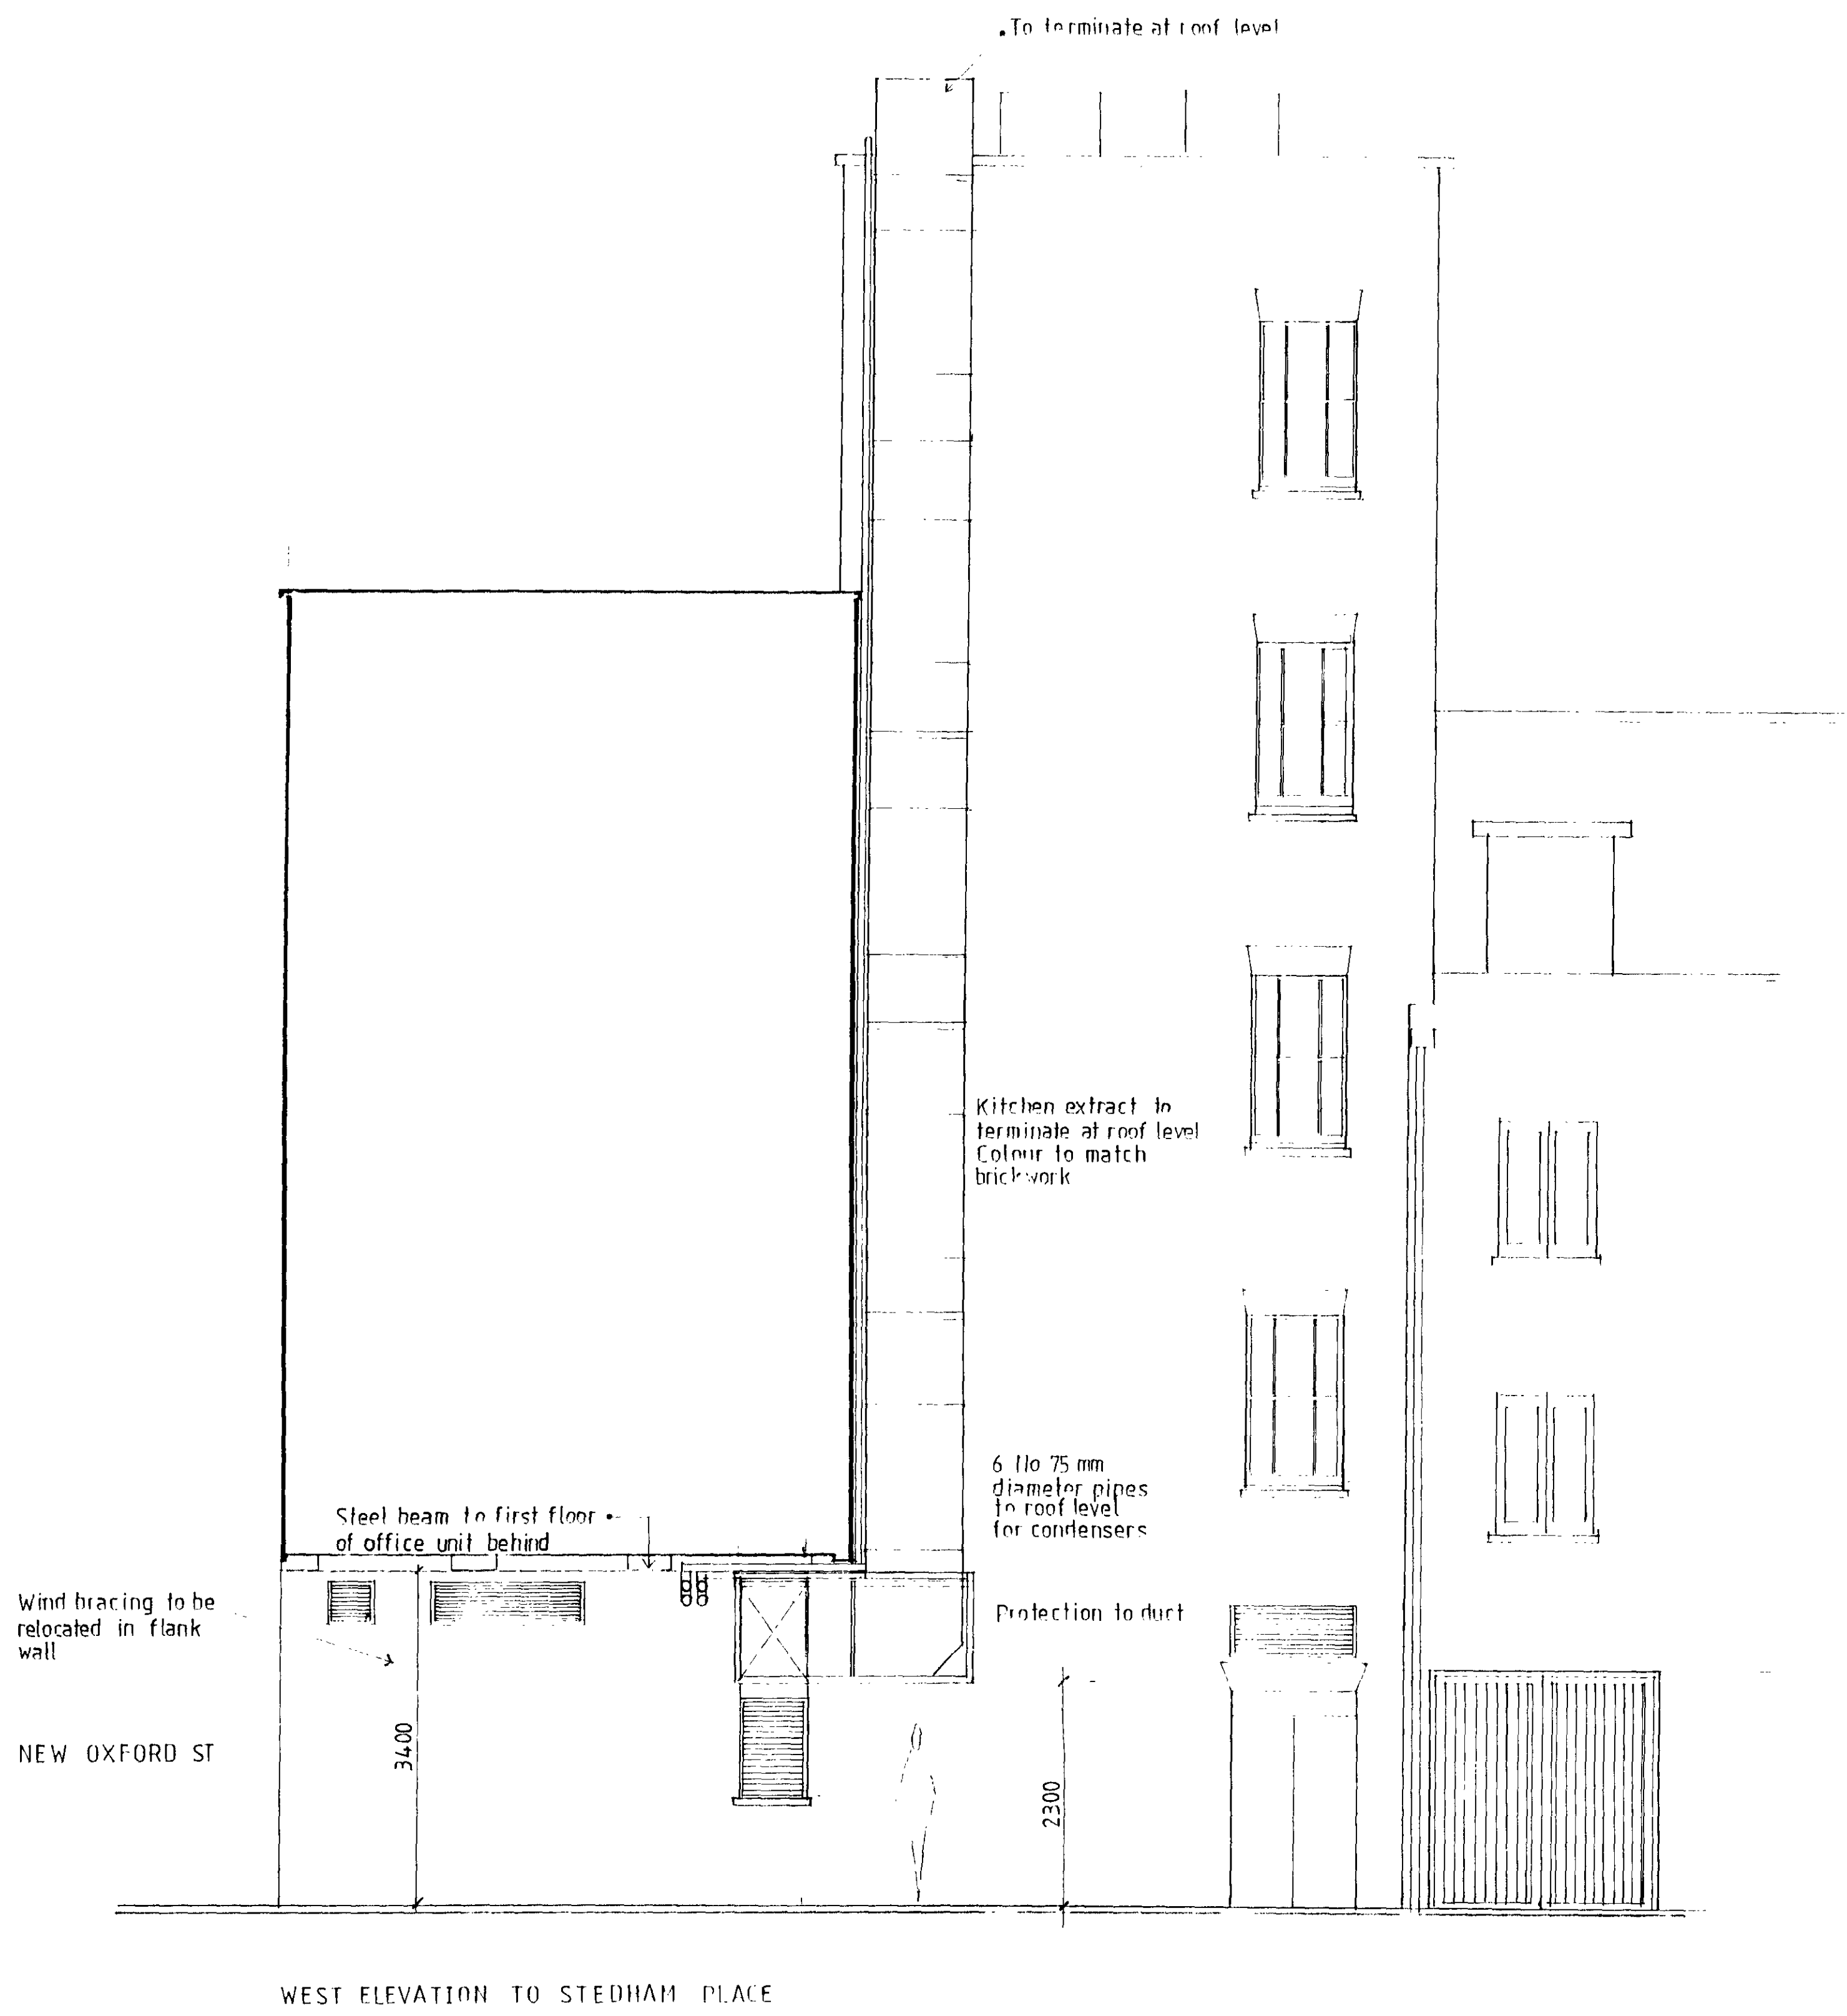 To terminate at roof level
Kitchen extract to
terminate at roof level
Colour to match
brickwork
6 No 75 mm
diameter pipes
to roof level
for condensers
Steel beam to first floor
of office unit behind
Wind bracing to be
relocated in flank
wall
Protection to duct
NEW OXFORD ST
3400
2300
WEST ELEVATION TO STEDHAM PLACE